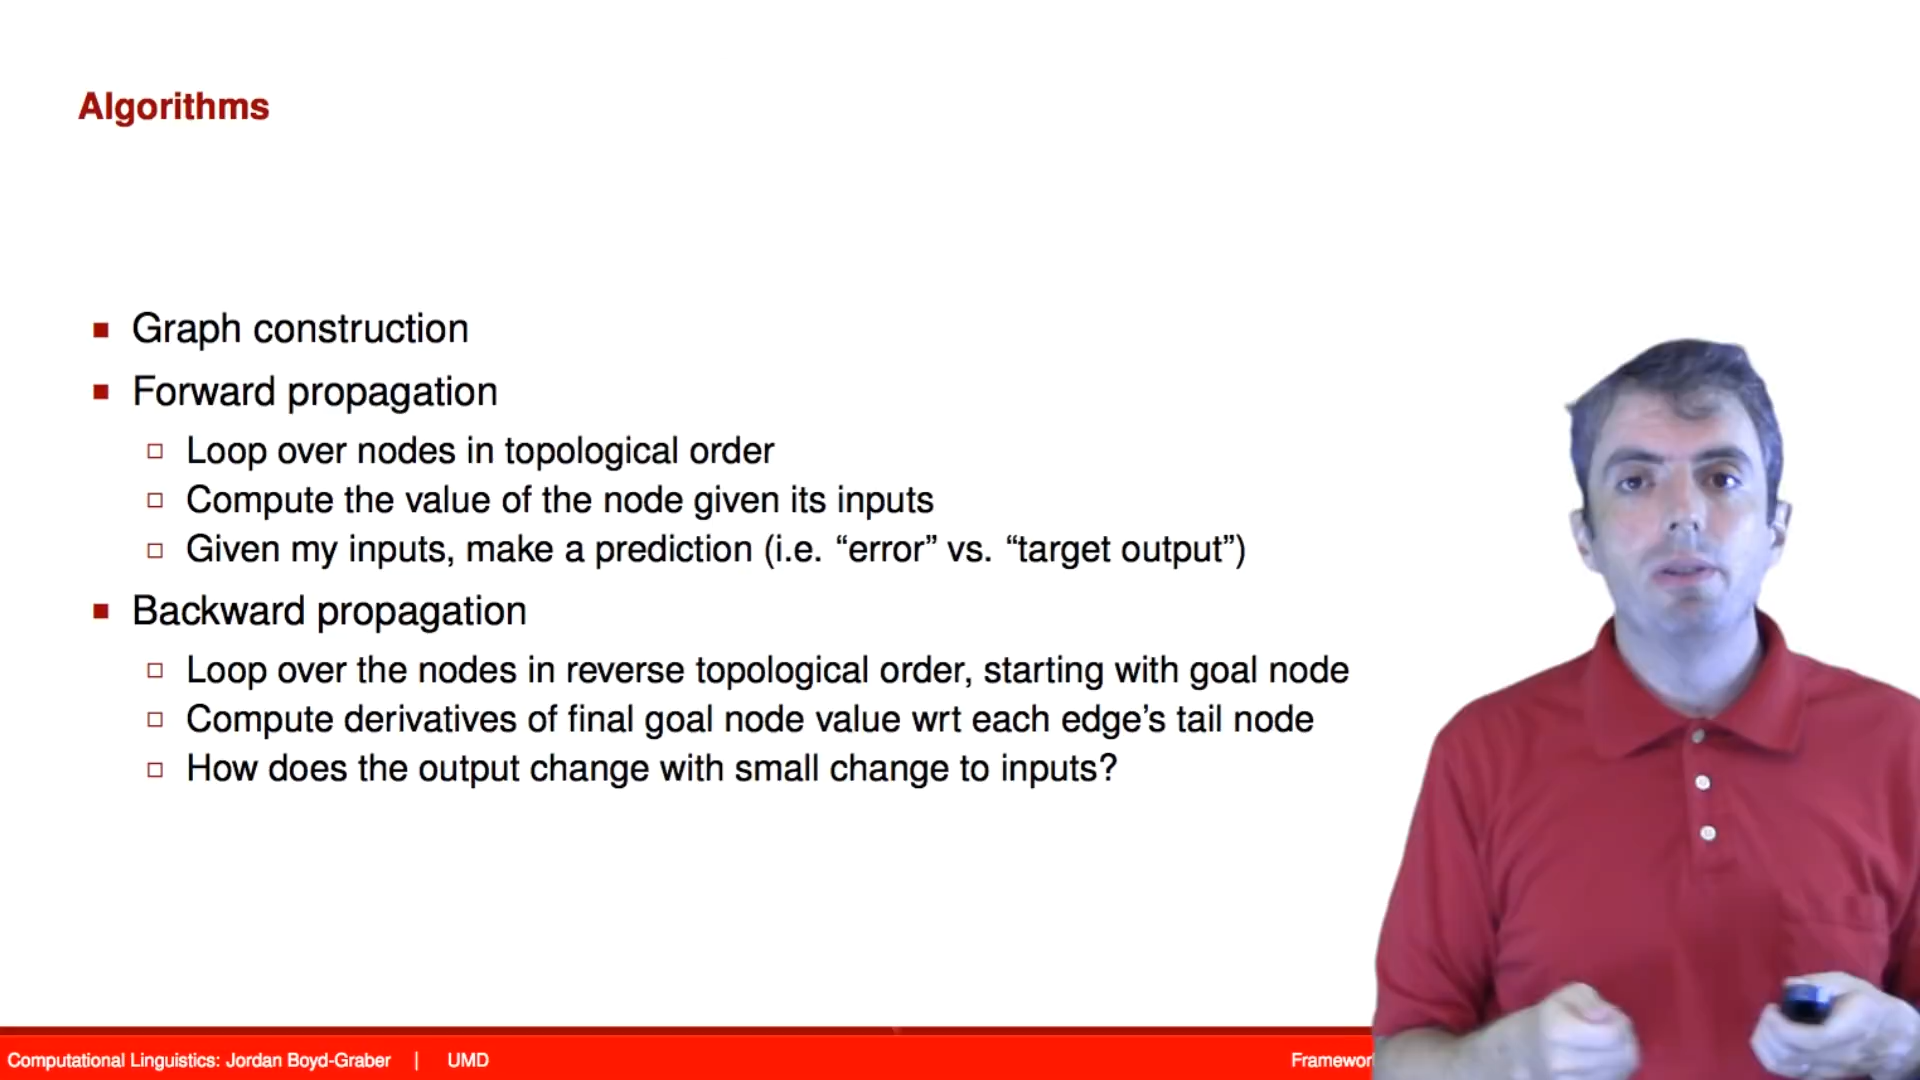 Algorithms
Graph construction
Forward propagation
Loop over nodes in topological order
Compute the value of the node given its inputs
Given my inputs, make a prediction (i.e. “error” vs. “target output”)
Backward propagation
Loop over the nodes in reverse topological order, starting with goal node
Compute derivatives of final goal node value wrt each edge’s tail node
How does the output change with small change to inputs?
Computational Linguistics: Jordan Boyd-Graber | UMD